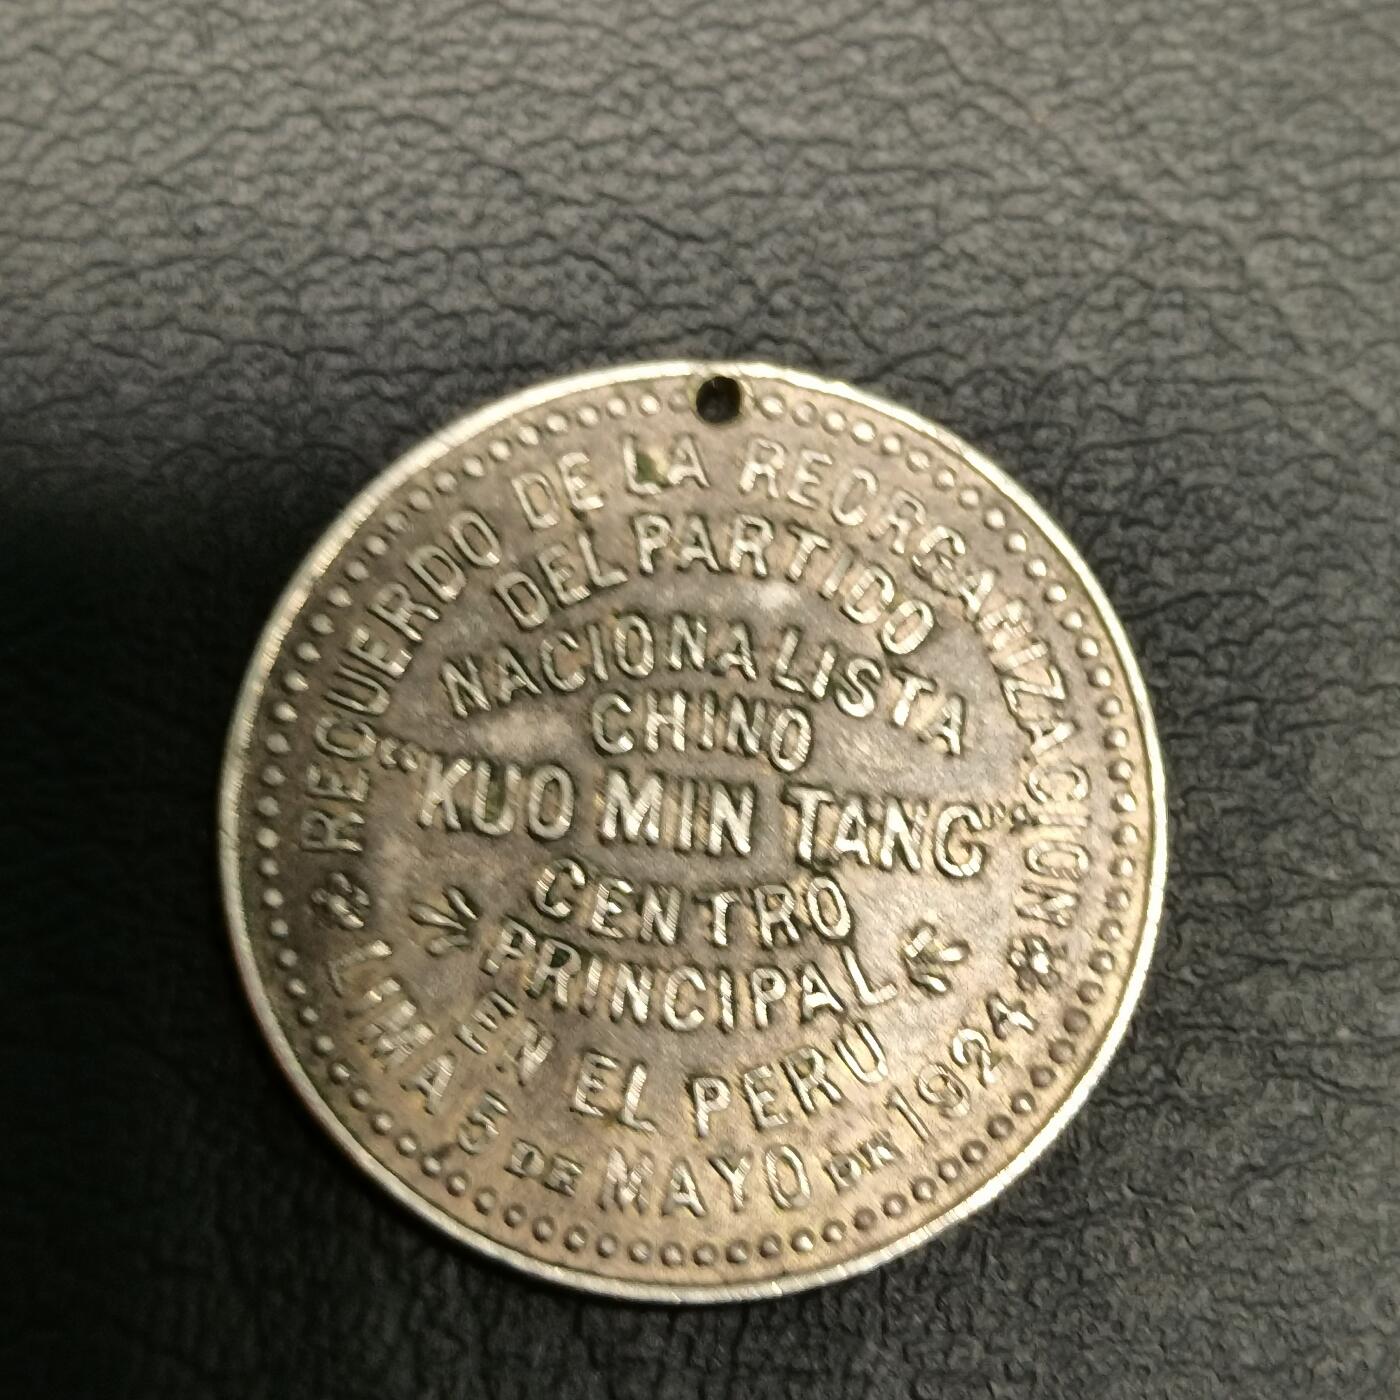 RECUERDO DE LA REORGANIZACION
DEL PARTIDO
NACIONALISTA
CHINO
"KUO MIN TANG"
CENTRO
PRINCIPAL
EN EL PERU
LIMA 5 DE MAYO DE 1924